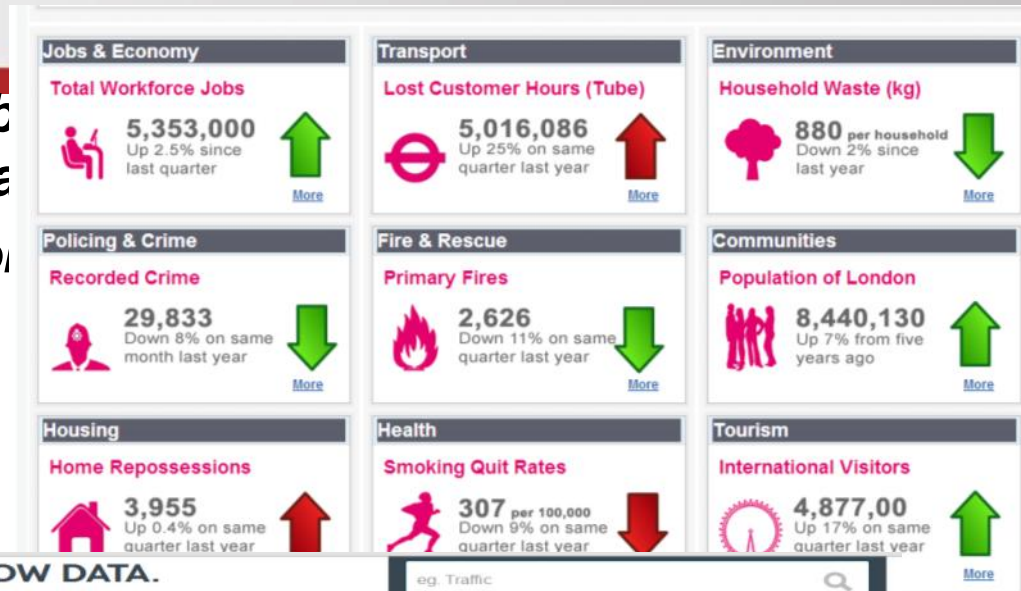 Jobs & Economy
Total Workforce Jobs
5,353,000
Up 2.5% since
last quarter
More
Transport
Lost Customer Hours (Tube)
5,016,086
Up 25% on same
quarter last year
More
Environment
Household Waste (kg)
880 per household
Down 2% since
last year
More
Policing & Crime
Recorded Crime
29,833
Down 8% on same
month last year
More
Fire & Rescue
Primary Fires
2,626
Down 11% on same
quarter last year
More
Communities
Population of London
8,440,130
Up 7% from five
years ago
More
Housing
Home Repossessions
3,955
Up 0.4% on same
quarter last year
Health
Smoking Quit Rates
307 per 100,000
Down 9% on same
quarter last year
Tourism
International Visitors
4,877,00
Up 17% on same
quarter last year
More
OW DATA.
eg. Traffic